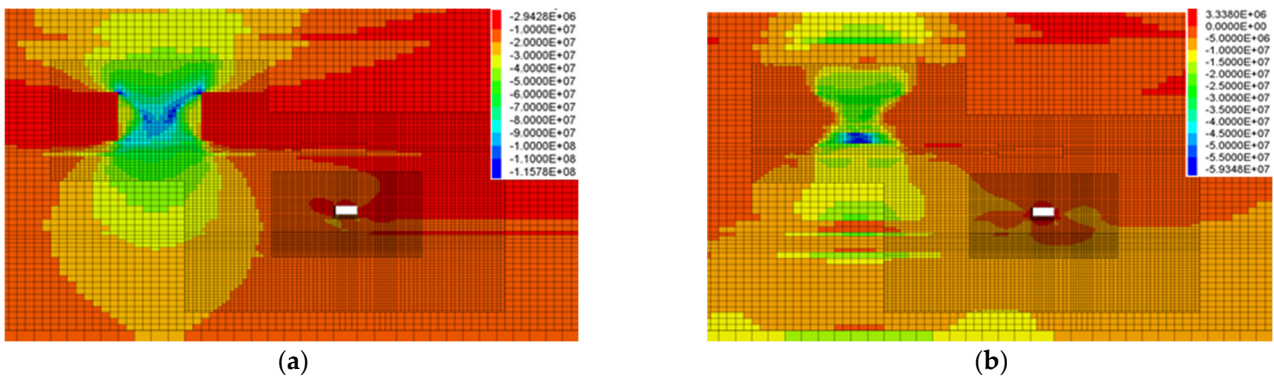 -2.9428E+06
-1.0000E+07
-2.0000E+07
-3.0000E+07
-4.0000E+07
-5.0000E+07
-6.0000E+07
-7.0000E+07
-8.0000E+07
-9.0000E+07
-1.0000E+08
-1.1000E+08
-1.1578E+08
(a)
3.3380E+06
0.0000E+00
-5.0000E+06
-1.0000E+07
-1.5000E+07
-2.0000E+07
-2.5000E+07
-3.0000E+07
-3.5000E+07
-4.0000E+07
-4.5000E+07
-5.0000E+07
-5.5000E+07
-5.9348E+07
(b)